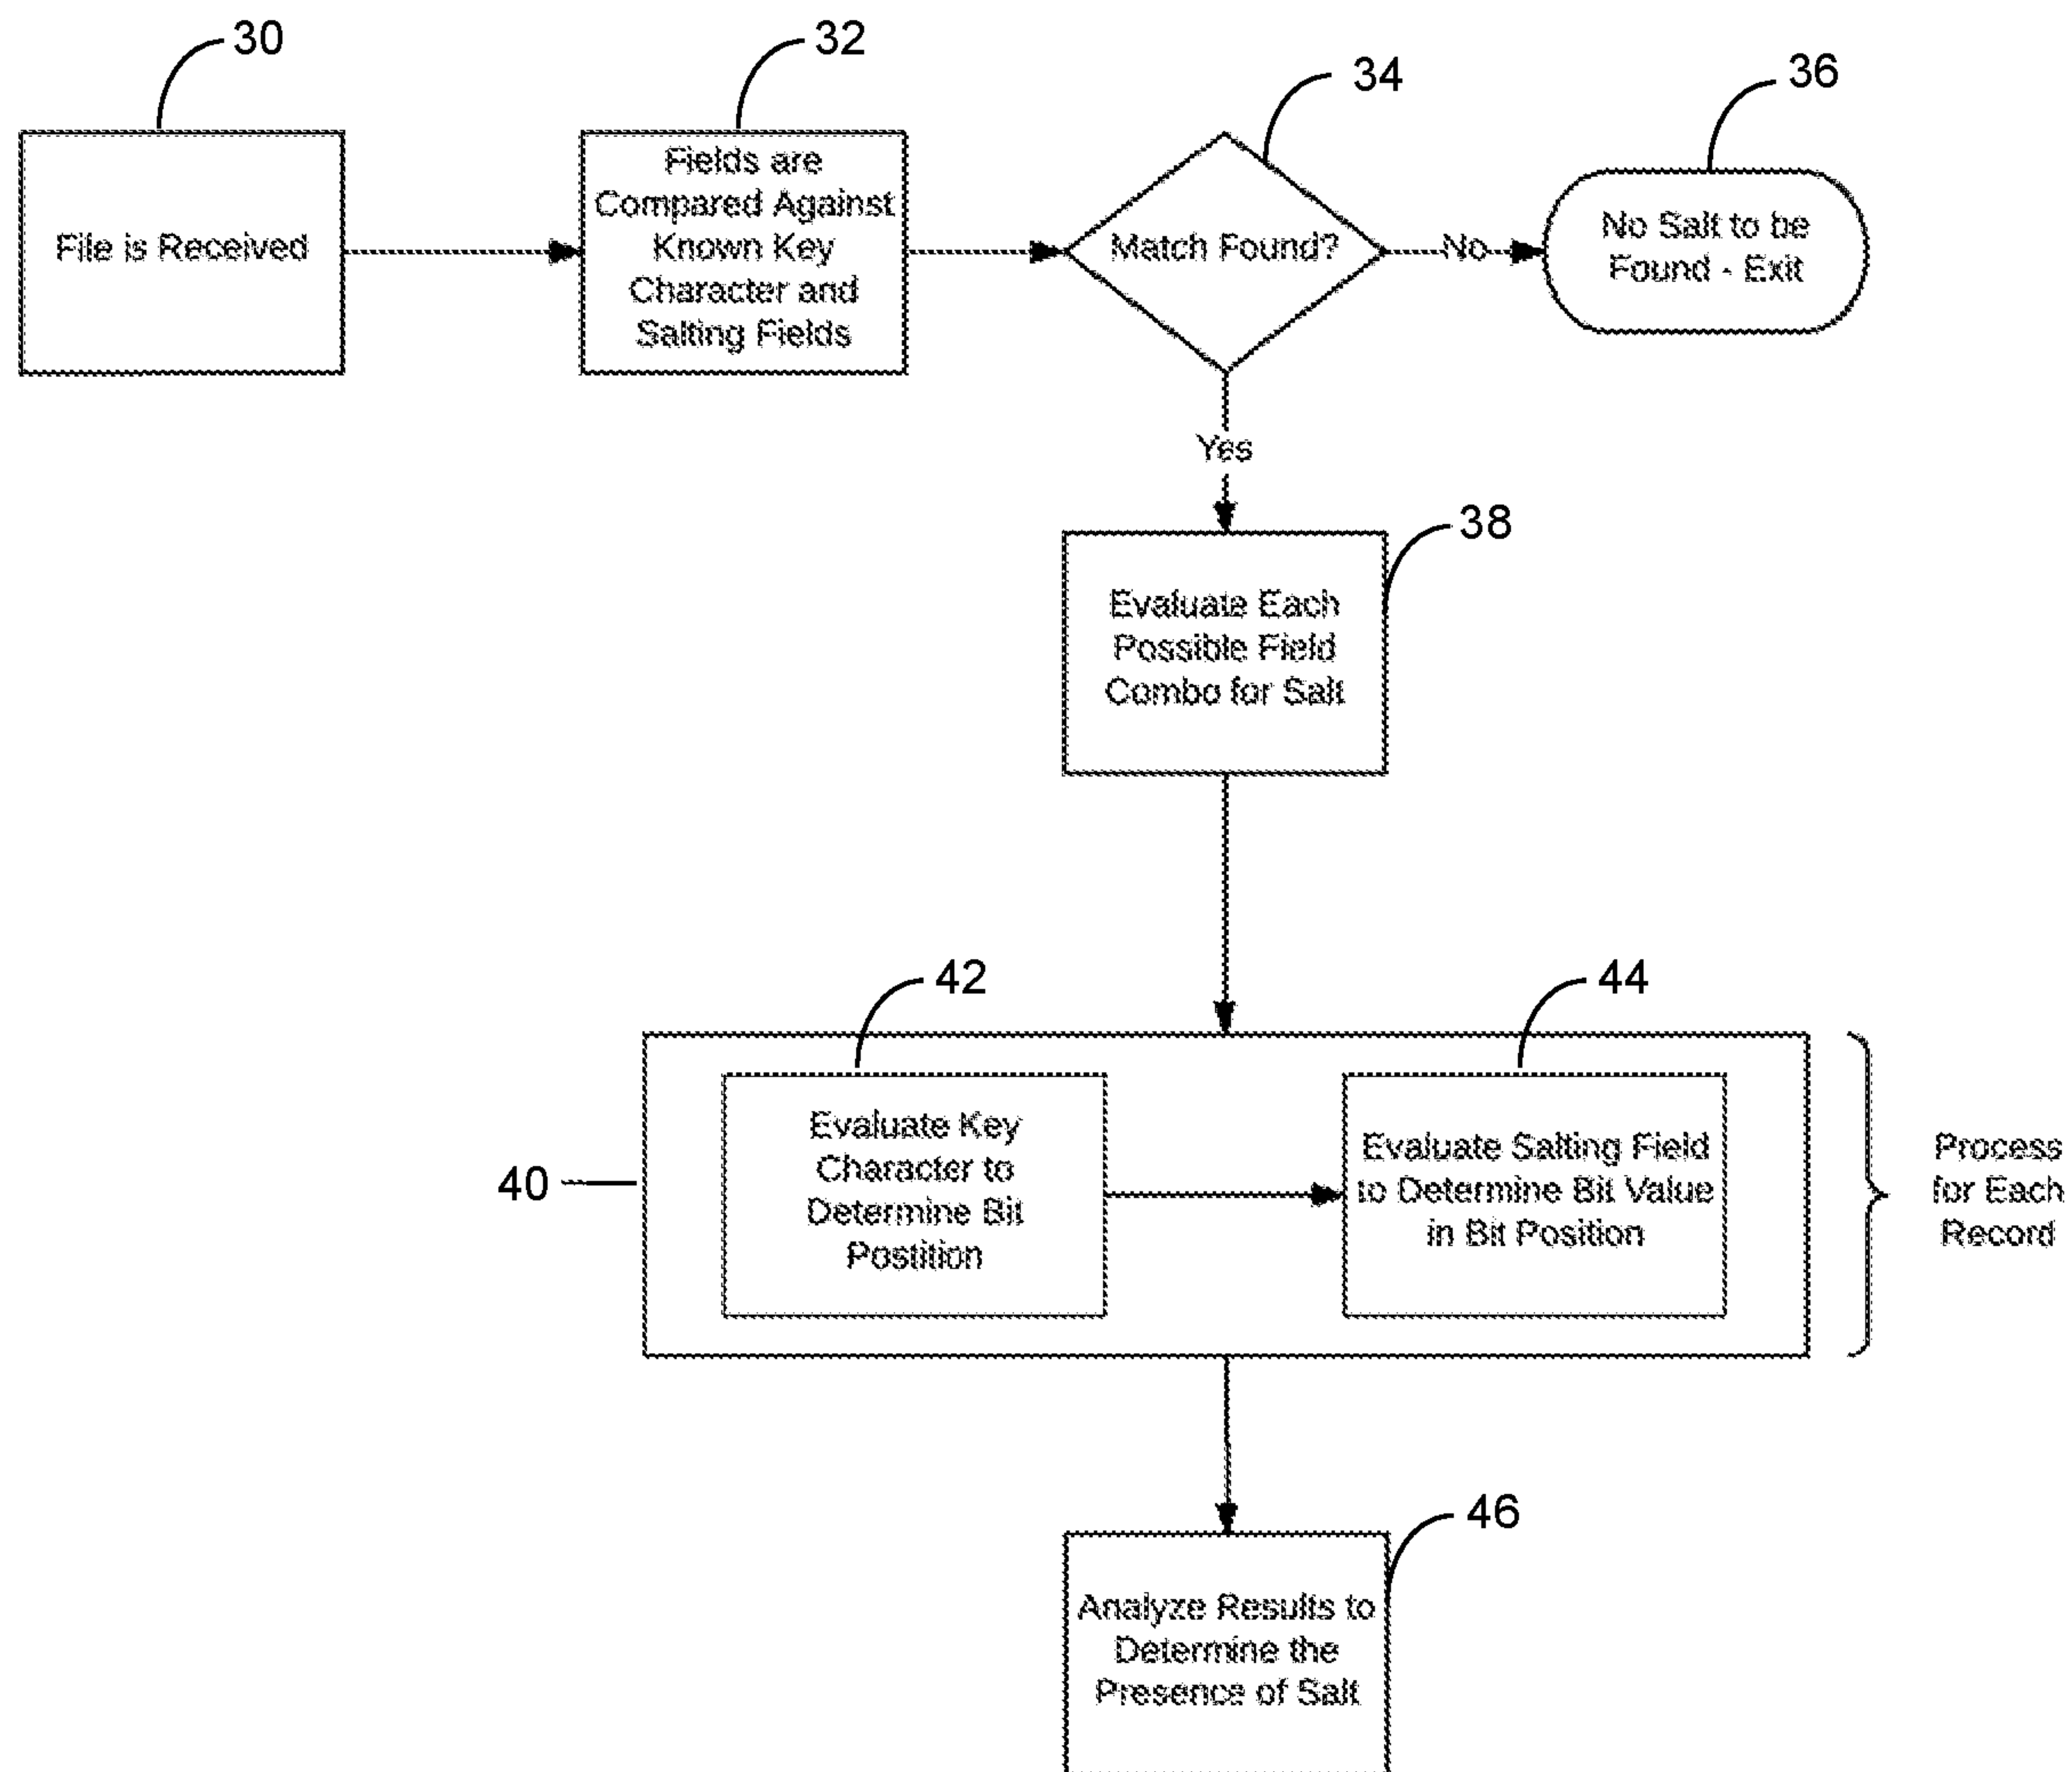 30
File is Received
32
Fields are
Compared Against
Known Key
Character and
Salting Fields
34
Match Found?
No
36
No Salt to be
Found - Exit
Yes
38
Evaluate Each
Possible Field
Combo for Salt
40
42
Evaluate Key
Character to
Determine Bit
Postition
44
Evaluate Salting Field
to Determine Bit Value
in Bit Position
Process
for Each
Record
46
Analyze Results to
Determine the
Presence of Salt